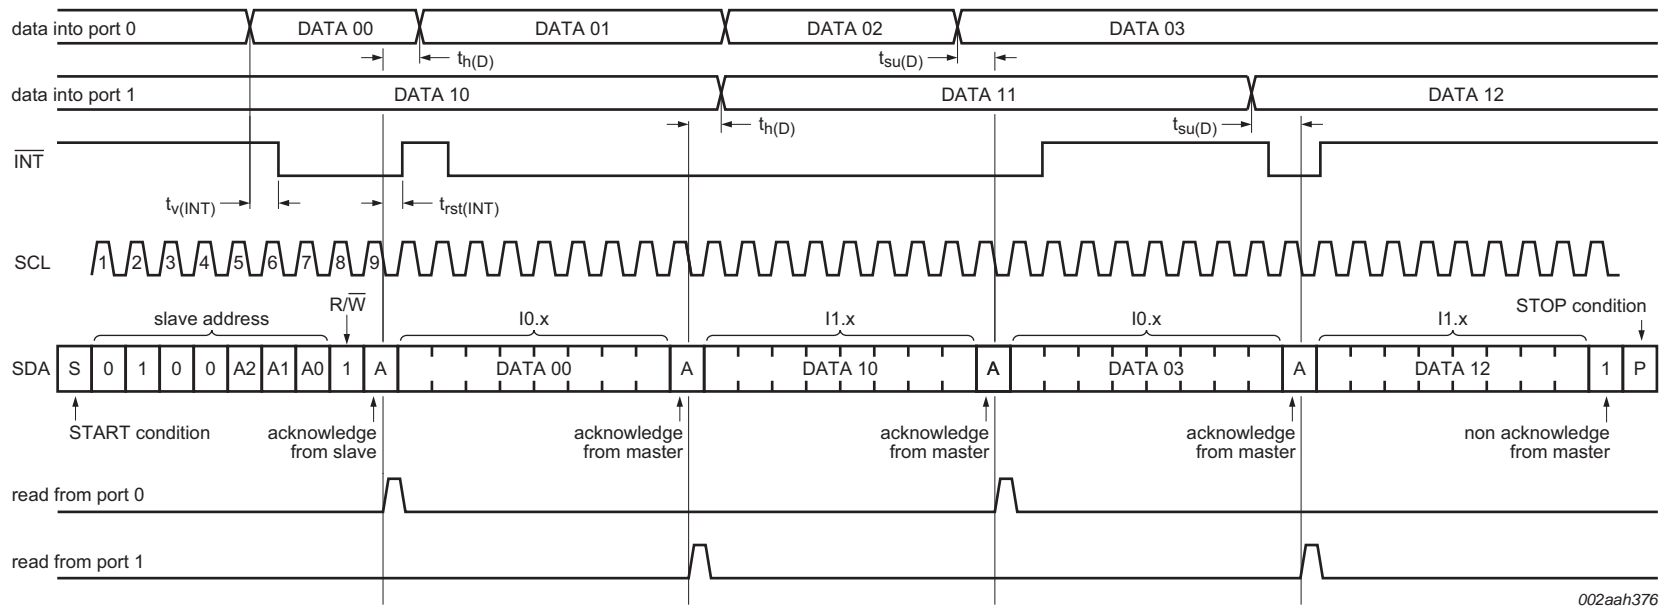 data into port 0 DATA 00 DATA 01 DATA 02 DATA 03
th(D) tsu(D)
data into port 1 DATA 10 DATA 11 DATA 12
th(D) tsu(D)
INT
tv(INT) trst(INT)
SCL 1 2 3 4 5 6 7 8 9
R/W STOP condition
slave address I0.x I1.x I0.x I1.x
SDA S 0 1 0 0 A2 A1 A0 1 A DATA 00 A DATA 10 A DATA 03 A DATA 12 1 P
START condition acknowledge acknowledge acknowledge acknowledge non acknowledge
from slave from master from master from master from master
read from port 0
read from port 1
002aah376